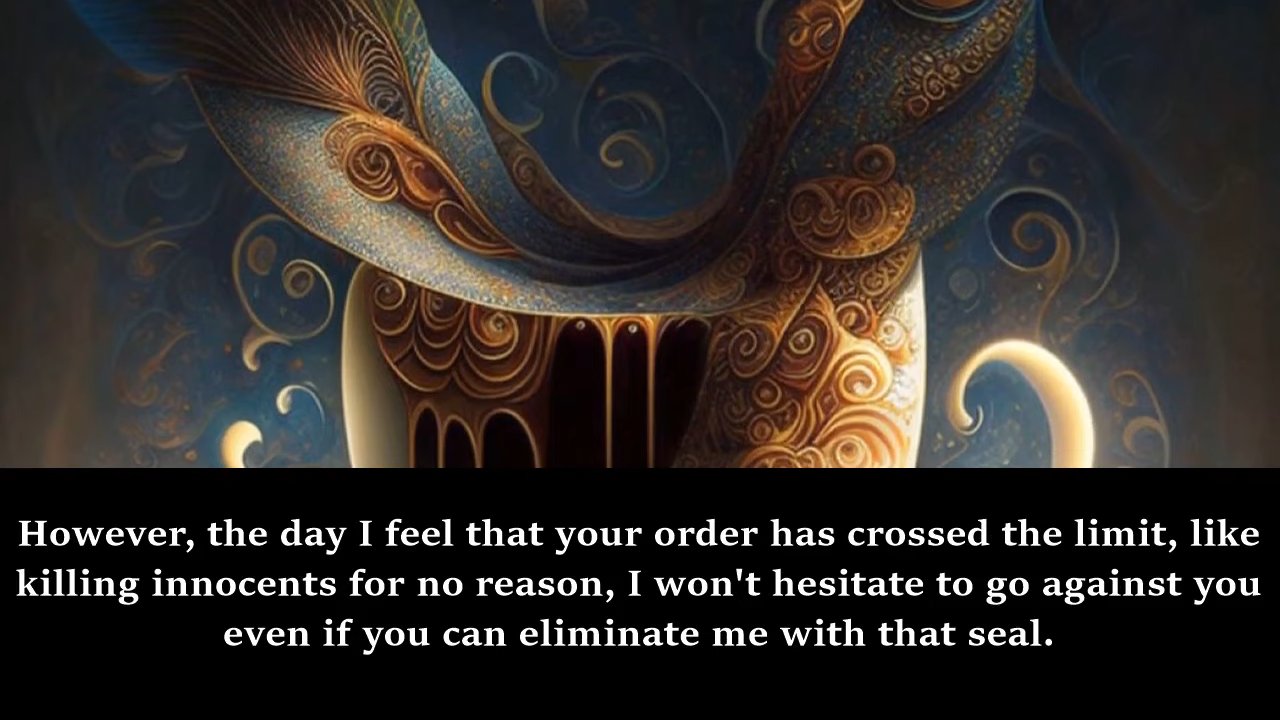 However, the day I feel that your order has crossed the limit, like
killing innocents for no reason, I won't hesitate to go against you
even if you can eliminate me with that seal.